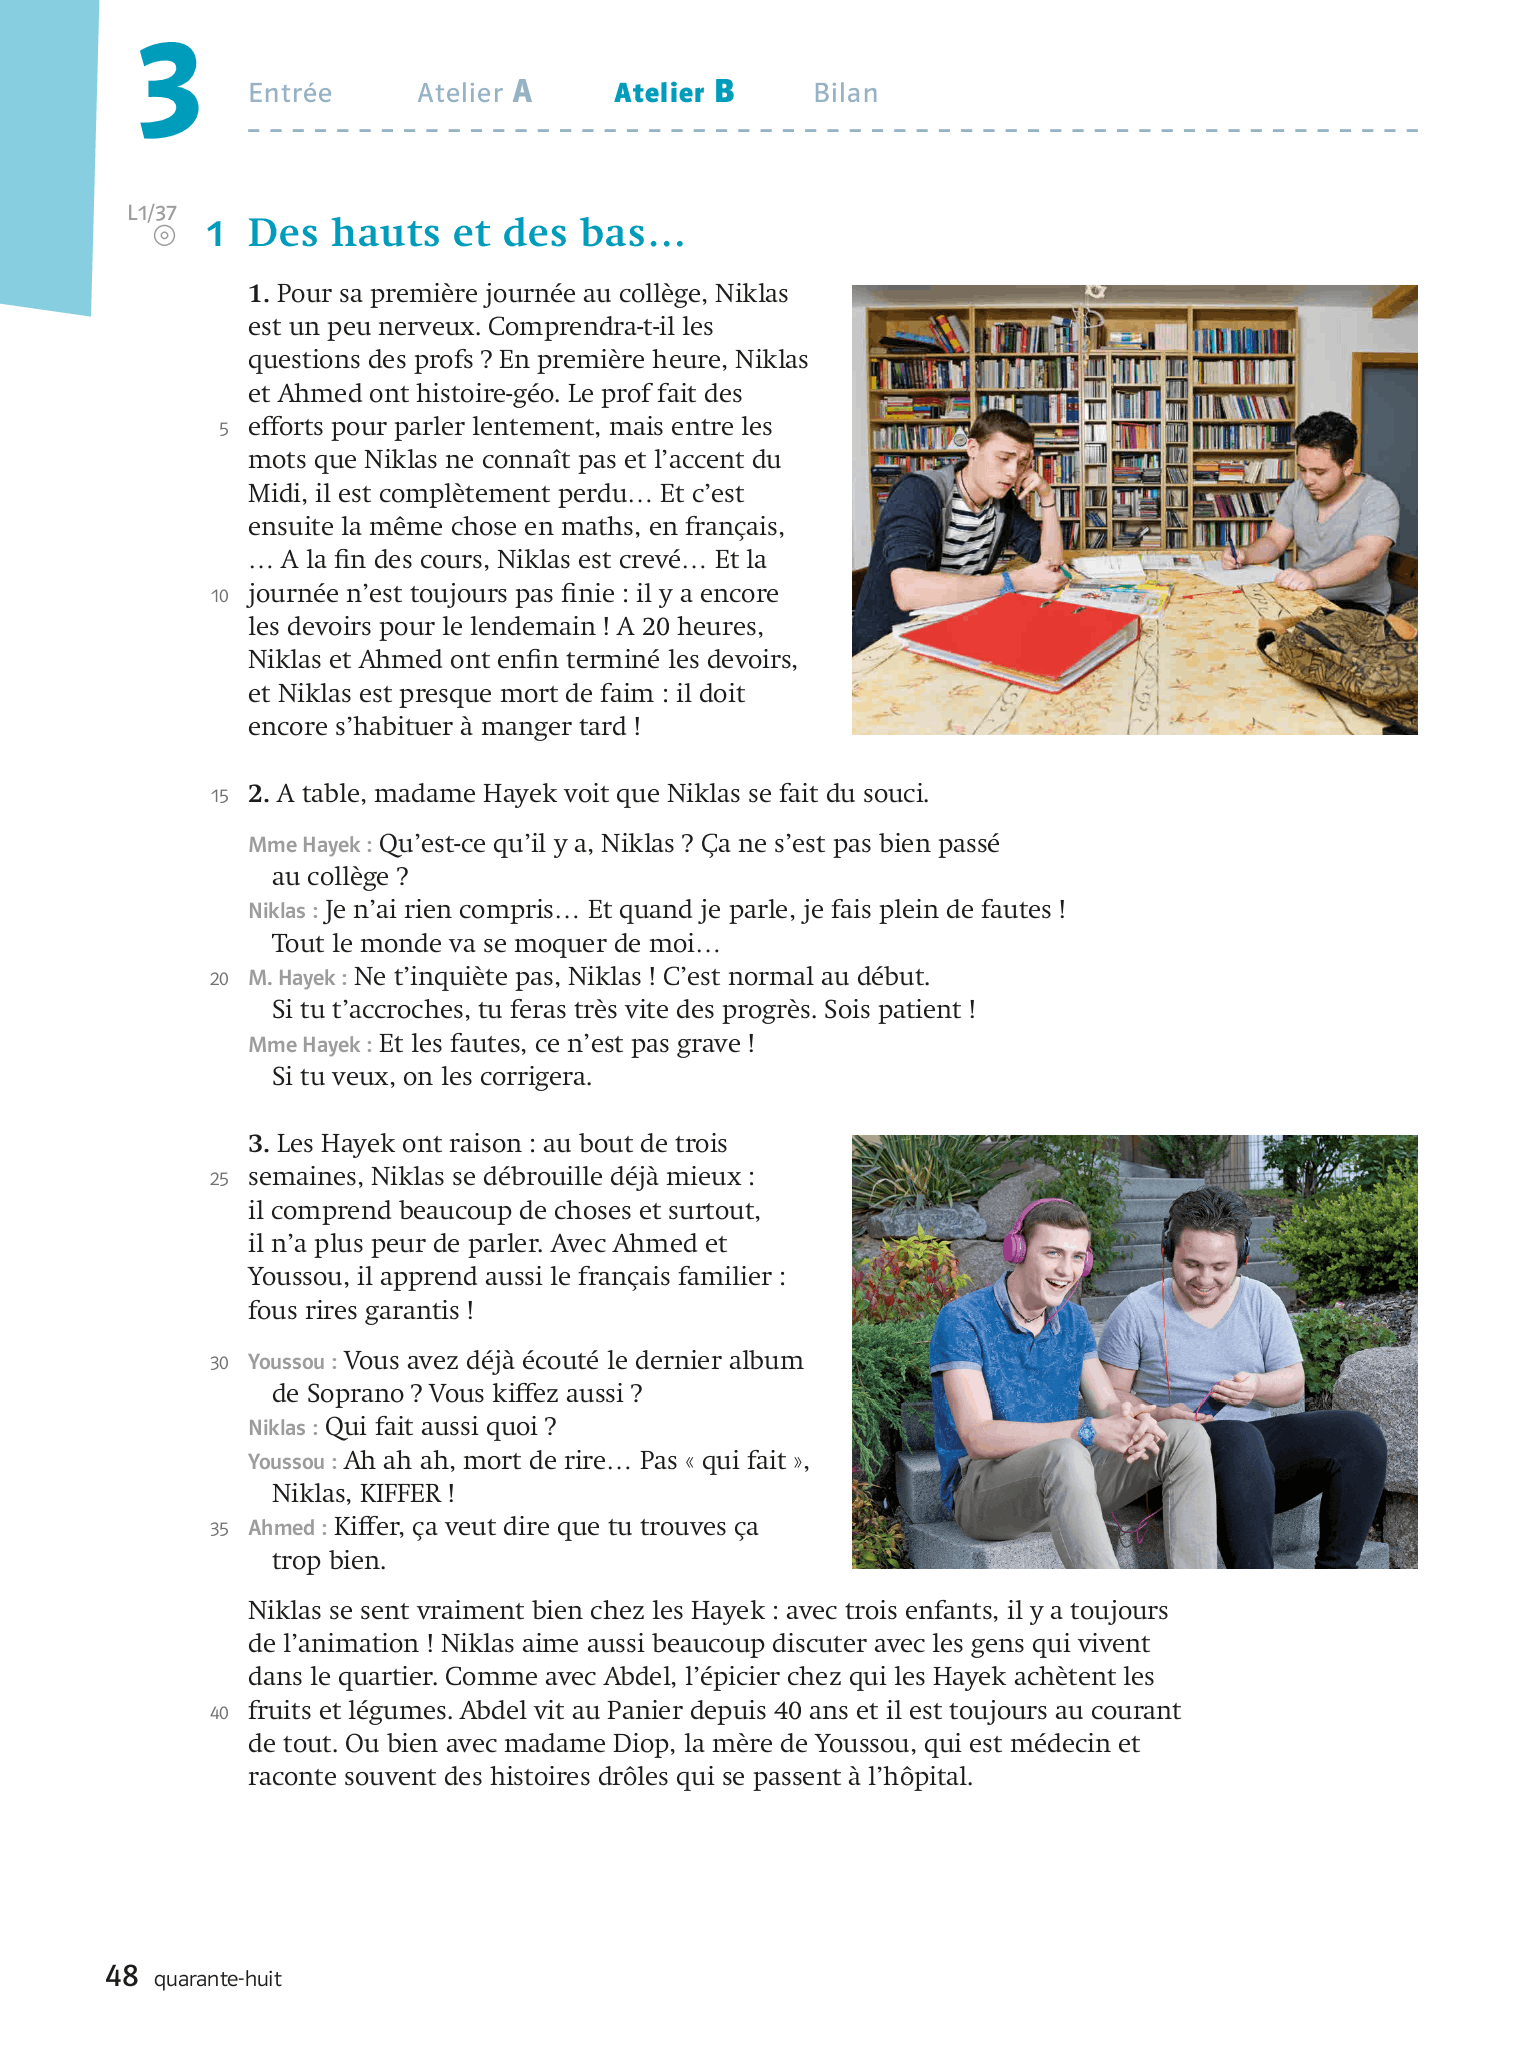 3
Entrée Atelier A Atelier B Bilan
L1/37
1 Des hauts et des bas…
1. Pour sa première journée au collège, Niklas
est un peu nerveux. Comprendra-t-il les
questions des profs ? En première heure, Niklas
et Ahmed ont histoire-géo. Le prof fait des
5 efforts pour parler lentement, mais entre les
mots que Niklas ne connaît pas et l’accent du
Midi, il est complètement perdu… Et c’est
ensuite la même chose en maths, en français,
… A la fin des cours, Niklas est crevé… Et la
10 journée n’est toujours pas finie : il y a encore
les devoirs pour le lendemain ! A 20 heures,
Niklas et Ahmed ont enfin terminé les devoirs,
et Niklas est presque mort de faim : il doit
encore s’habituer à manger tard !
15 2. A table, madame Hayek voit que Niklas se fait du souci.
Mme Hayek : Qu’est-ce qu’il y a, Niklas ? Ça ne s’est pas bien passé
au collège ?
Niklas : Je n’ai rien compris… Et quand je parle, je fais plein de fautes !
Tout le monde va se moquer de moi…
20 M. Hayek : Ne t’inquiète pas, Niklas ! C’est normal au début.
Si tu t’accroches, tu feras très vite des progrès. Sois patient !
Mme Hayek : Et les fautes, ce n’est pas grave !
Si tu veux, on les corrigera.
3. Les Hayek ont raison : au bout de trois
25 semaines, Niklas se débrouille déjà mieux :
il comprend beaucoup de choses et surtout,
il n’a plus peur de parler. Avec Ahmed et
Youssou, il apprend aussi le français familier :
fous rires garantis !
30 Youssou : Vous avez déjà écouté le dernier album
de Soprano ? Vous kiffez aussi ?
Niklas : Qui fait aussi quoi ?
Youssou : Ah ah ah, mort de rire… Pas « qui fait »,
Niklas, KIFFER !
35 Ahmed : Kiffer, ça veut dire que tu trouves ça
trop bien.
Niklas se sent vraiment bien chez les Hayek : avec trois enfants, il y a toujours
de l’animation ! Niklas aime aussi beaucoup discuter avec les gens qui vivent
dans le quartier. Comme avec Abdel, l’épicier chez qui les Hayek achètent les
40 fruits et légumes. Abdel vit au Panier depuis 40 ans et il est toujours au courant
de tout. Ou bien avec madame Diop, la mère de Youssou, qui est médecin et
raconte souvent des histoires drôles qui se passent à l’hôpital.
48 quarante-huit